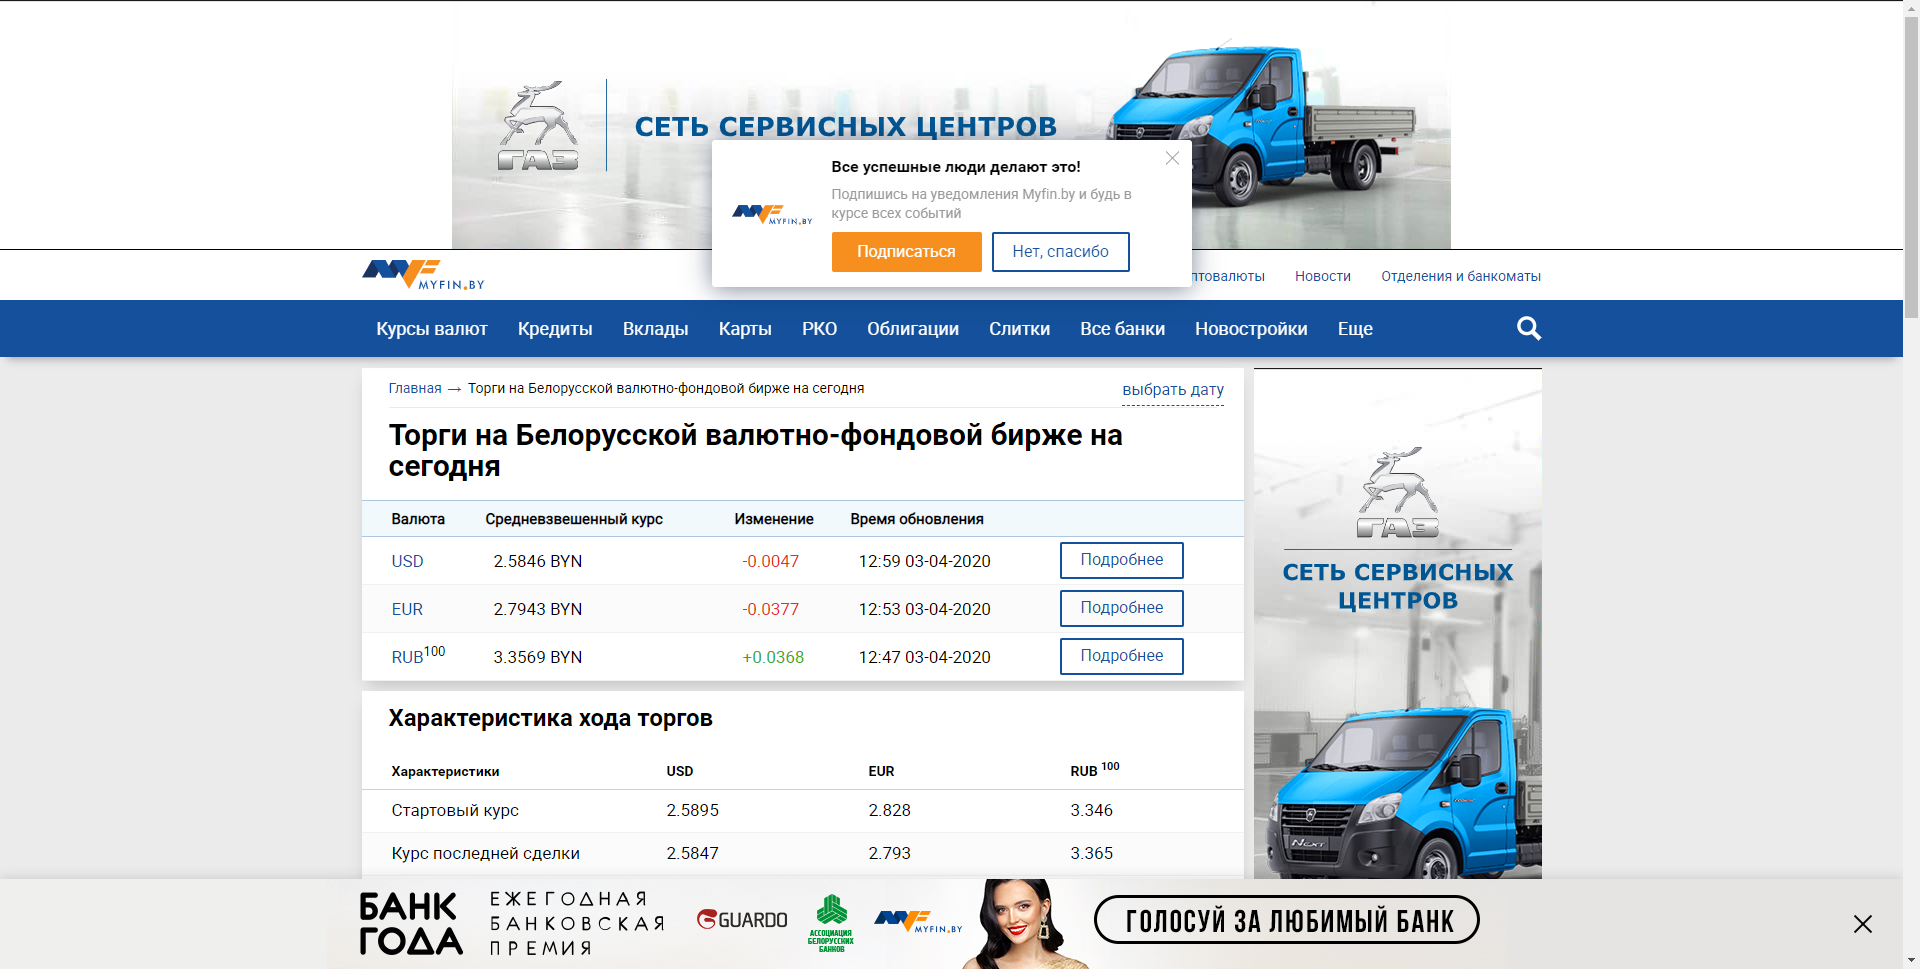 ГАЗ
СЕТЬ СЕРВИСНЫХ ЦЕНТРОВ
Все успешные люди делают это!
Подпишись на уведомления Myfin.by и будь в
курсе всех событий
MYFIN.BY
Подписаться
Нет, спасибо
MYFIN.BY
птовалюты
Новости
Отделения и банкоматы
Курсы валют
Кредиты
Вклады
Карты
РКО
Облигации
Слитки
Все банки
Новостройки
Еще
Главная → Торги на Белорусской валютно-фондовой бирже на сегодня
выбрать дату
Торги на Белорусской валютно-фондовой бирже на
сегодня
Валюта Средневзвешенный курс Изменение Время обновления
USD 2.5846 BYN -0.0047 12:59 03-04-2020 Подробнее
EUR 2.7943 BYN -0.0377 12:53 03-04-2020 Подробнее
RUB100 3.3569 BYN +0.0368 12:47 03-04-2020 Подробнее
Характеристика хода торгов
Характеристики USD EUR RUB 100
Стартовый курс 2.5895 2.828 3.346
Курс последней сделки 2.5847 2.793 3.365
ГАЗ
СЕТЬ СЕРВИСНЫХ
ЦЕНТРОВ
NEXT
БАНК
ГОДА
ЕЖЕГОДНАЯ
БАНКОВСКАЯ
ПРЕМИЯ
GUARDO
АССОЦИАЦИЯ
БЕЛОРУССКИХ
БАНКОВ
MYFIN.BY
ГОЛОСУЙ ЗА ЛЮБИМЫЙ БАНК